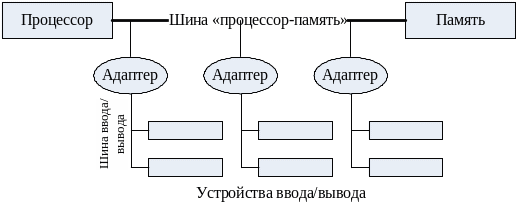 Процессор
Шина «процессор-память»
Память
Адаптер
Адаптер
Адаптер
Шина ввода/
вывода
Устройства ввода/вывода